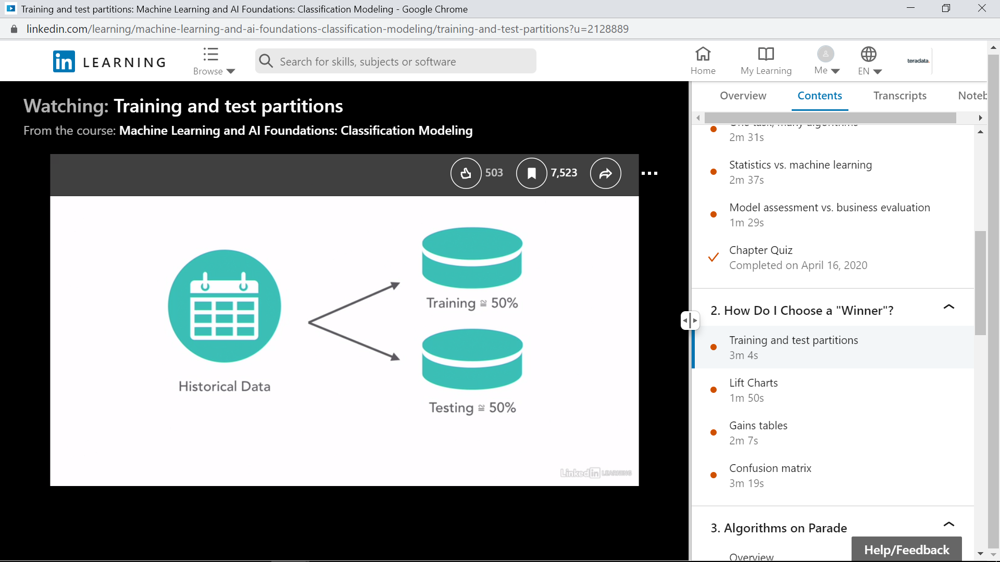 Training and test partitions: Machine Learning and AI Foundations: Classification Modeling - Google Chrome
linkedin.com/learning/machine-learning-and-ai-foundations-classification-modeling/training-and-test-partitions?u=2128889
in LEARNING
Browse
Search for skills, subjects or software
Home
My Learning
Me
EN
teradata.
Watching: Training and test partitions
From the course: Machine Learning and AI Foundations: Classification Modeling
503
7,523
Historical Data
Training ≅ 50%
Testing ≅ 50%
Linked in LEARNING
Overview
Contents
Transcripts
Noteb
One task, many algorithms
2m 31s
Statistics vs. machine learning
2m 37s
Model assessment vs. business evaluation
1m 29s
Chapter Quiz
Completed on April 16, 2020
2. How Do I Choose a "Winner"?
Training and test partitions
3m 4s
Lift Charts
1m 50s
Gains tables
2m 7s
Confusion matrix
3m 19s
3. Algorithms on Parade
Overview
Help/Feedback